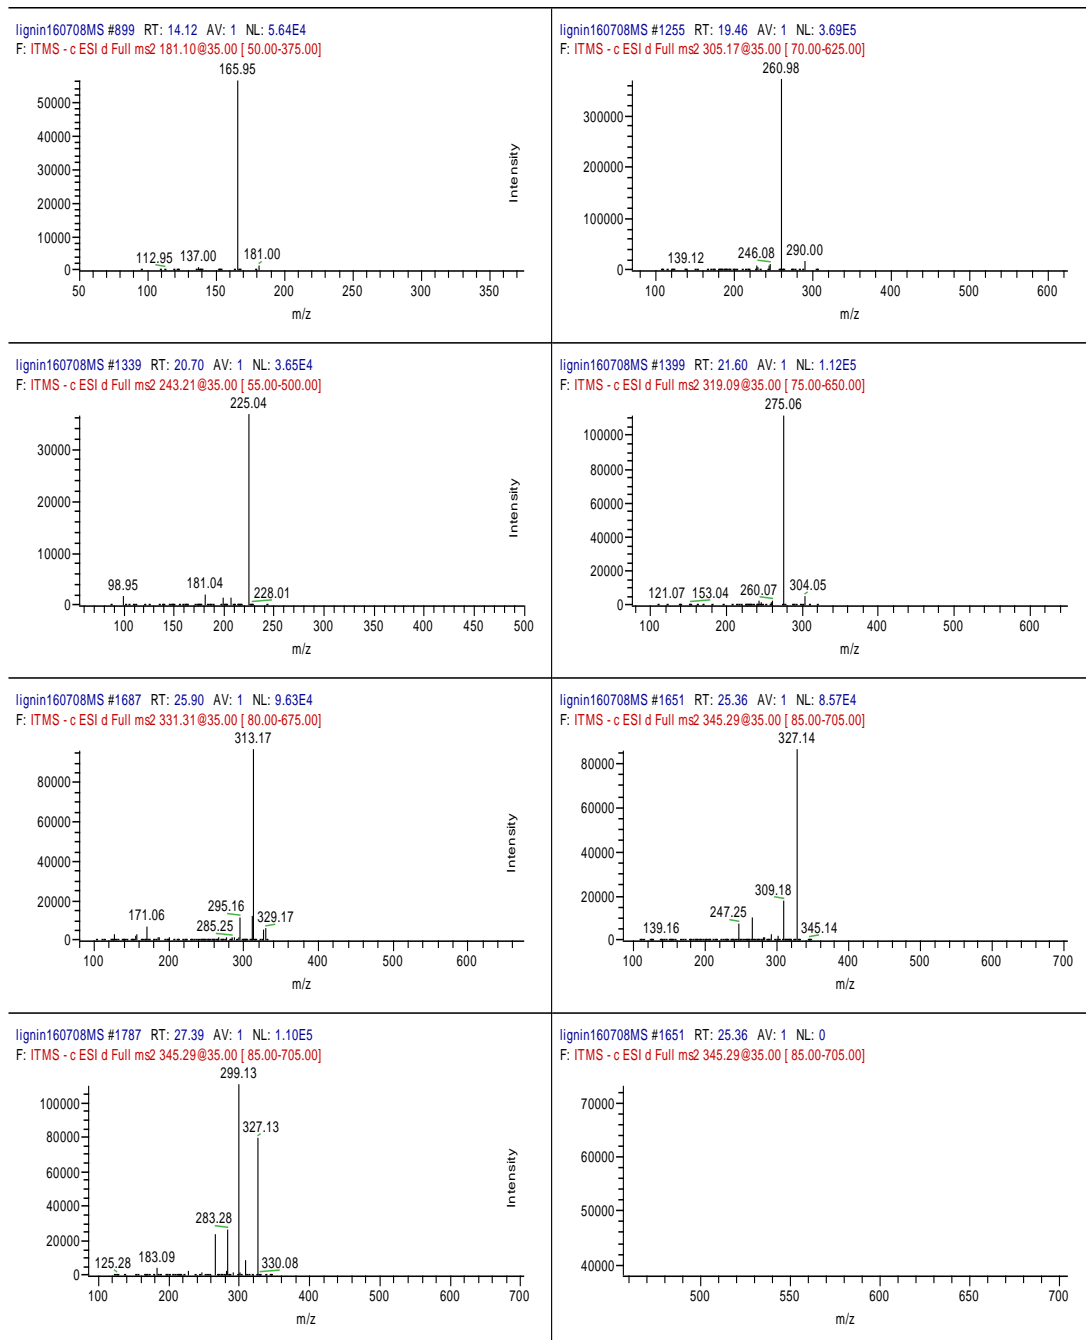 lignin160708MS #899 RT: 14.12 AV: 1 NL: 5.64E4
F: ITMS - c ESI d Full ms2 181.10@35.00 [ 50.00-375.00]
165.95
50000
40000
30000
20000
10000
0
112.95 137.00 181.00
50 100 150 200 250 300 350
m/z
lignin160708MS #1255 RT: 19.46 AV: 1 NL: 3.69E5
F: ITMS - c ESI d Full ms2 305.17@35.00 [ 70.00-625.00]
260.98
Intensity
300000
200000
100000
0
139.12 246.08 290.00
100 200 300 400 500 600
m/z
lignin160708MS #1339 RT: 20.70 AV: 1 NL: 3.65E4
F: ITMS - c ESI d Full ms2 243.21@35.00 [ 55.00-500.00]
225.04
30000
20000
10000
0
98.95 181.04 228.01
100 150 200 250 300 350 400 450 500
m/z
lignin160708MS #1399 RT: 21.60 AV: 1 NL: 1.12E5
F: ITMS - c ESI d Full ms2 319.09@35.00 [ 75.00-650.00]
275.06
Intensity
100000
80000
60000
40000
20000
0
121.07 153.04 260.07 304.05
100 200 300 400 500 600
m/z
lignin160708MS #1687 RT: 25.90 AV: 1 NL: 9.63E4
F: ITMS - c ESI d Full ms2 331.31@35.00 [ 80.00-675.00]
313.17
80000
60000
40000
20000
0
171.06 295.16 285.25 329.17
100 200 300 400 500 600
m/z
lignin160708MS #1651 RT: 25.36 AV: 1 NL: 8.57E4
F: ITMS - c ESI d Full ms2 345.29@35.00 [ 85.00-705.00]
327.14
Intensity
80000
60000
40000
20000
0
139.16 247.25 309.18 345.14
100 200 300 400 500 600 700
m/z
lignin160708MS #1787 RT: 27.39 AV: 1 NL: 1.10E5
F: ITMS - c ESI d Full ms2 345.29@35.00 [ 85.00-705.00]
299.13
327.13
100000
80000
60000
40000
20000
0
125.28 183.09 283.28 330.08
100 200 300 400 500 600 700
m/z
lignin160708MS #1651 RT: 25.36 AV: 1 NL: 0
F: ITMS - c ESI d Full ms2 345.29@35.00 [ 85.00-705.00]
Intensity
70000
60000
50000
40000
500 550 600 650 700
m/z